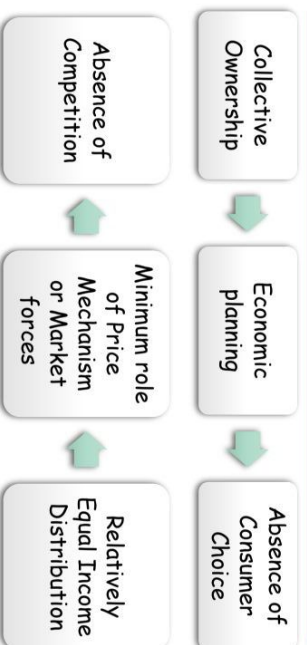 Collective
Ownership
Economic
planning
Absence of
Consumer
Choice
Relatively
Equal Income
Distribution
Minimum role
of Price
Mechanism
or Market
forces
Absence of
Competition